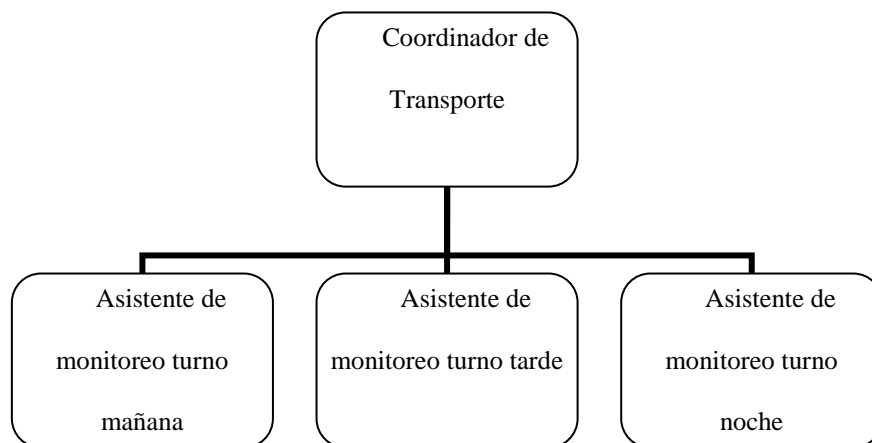 Coordinador de
Transporte
Asistente de
monitoreo turno
mañana
Asistente de
monitoreo turno tarde
Asistente de
monitoreo turno
noche